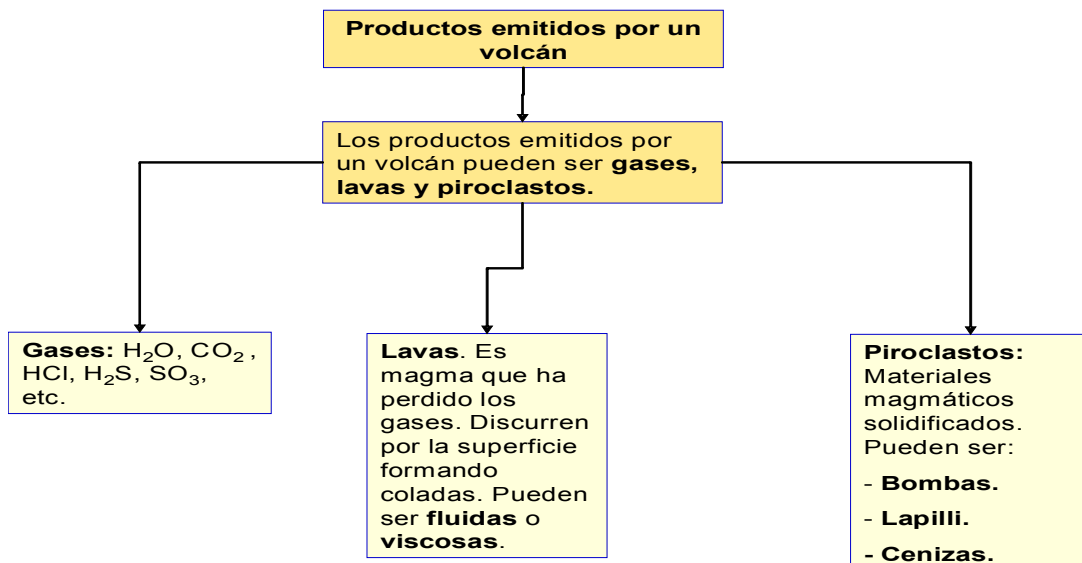 Productos emitidos por un
volcán
Los productos emitidos por
un volcán pueden ser gases,
lavas y piroclastos.
Gases: H₂O, CO₂ ,
HCl, H₂S, SO₃,
etc.
Lavas. Es
magma que ha
perdido los
gases. Discurren
por la superficie
formando
coladas. Pueden
ser fluidas o
viscosas.
Piroclastos:
Materiales
magmáticos
solidificados.
Pueden ser:
- Bombas.
- Lapilli.
- Cenizas.